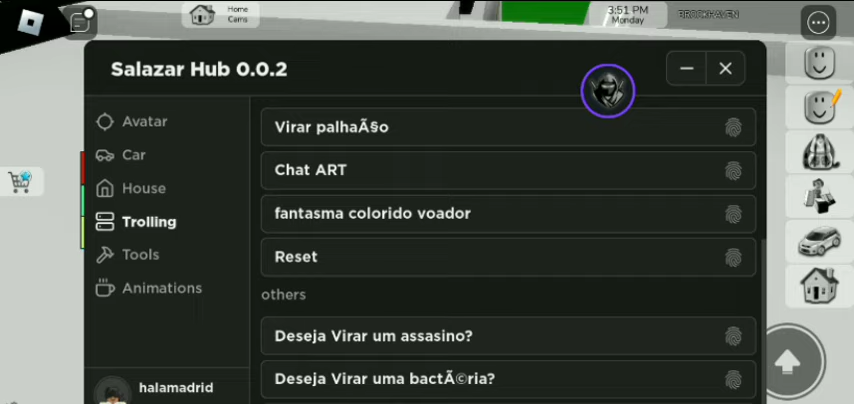 Home
Cams
3:51 PM
Monday
BROOKHAVEN
Salazar Hub 0.0.2
Avatar
Car
House
Trolling
Tools
Animations
halamadrid
Virar palhaÃ§o
Chat ART
fantasma colorido voador
Reset
others
Deseja Virar um assasino?
Deseja Virar uma bactÃ©ria?